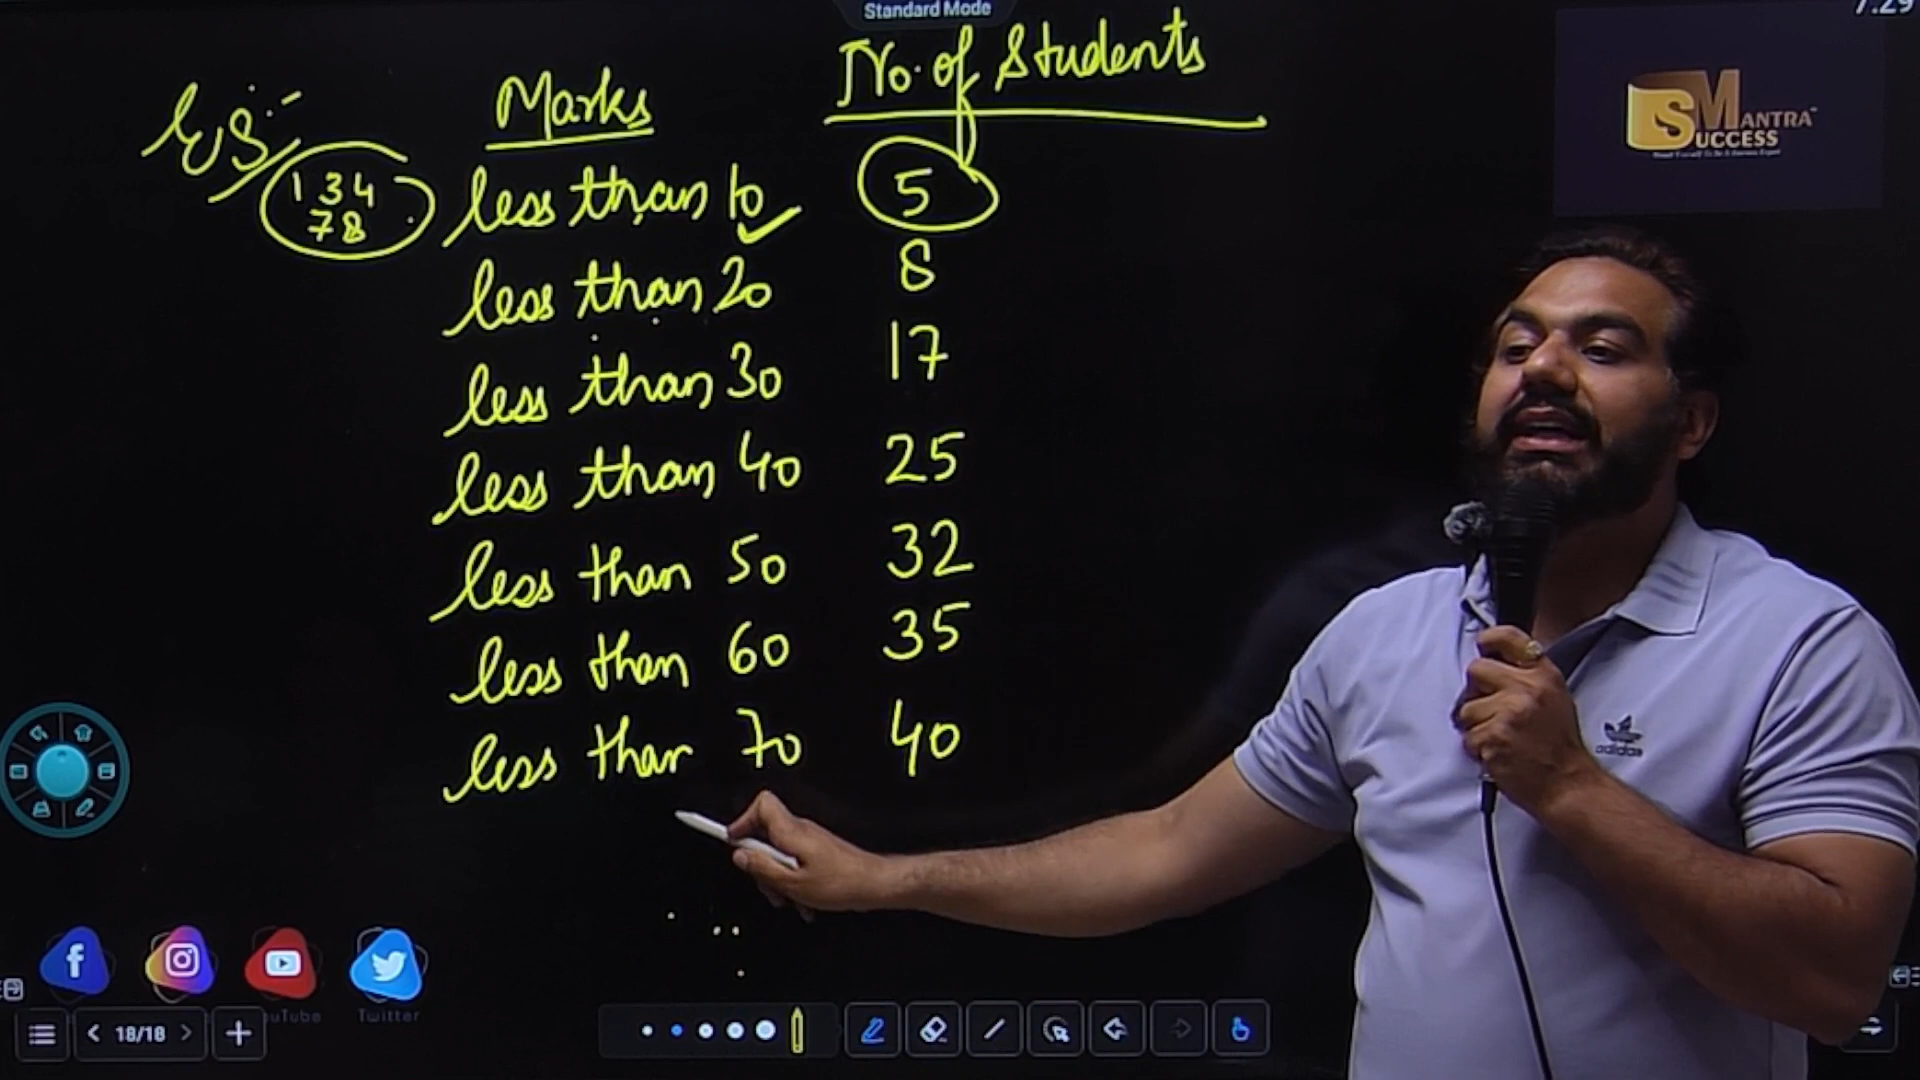 Standard Mode
7:29
Eg:-
Marks
No. of Students
1 3 4
7 8
less than 10 5
less than 20 8
less than 30 17
less than 40 25
less than 50 32
less than 60 35
less than 70 40
SMANTRA
SUCCESS
adidas
18/18
Twitter